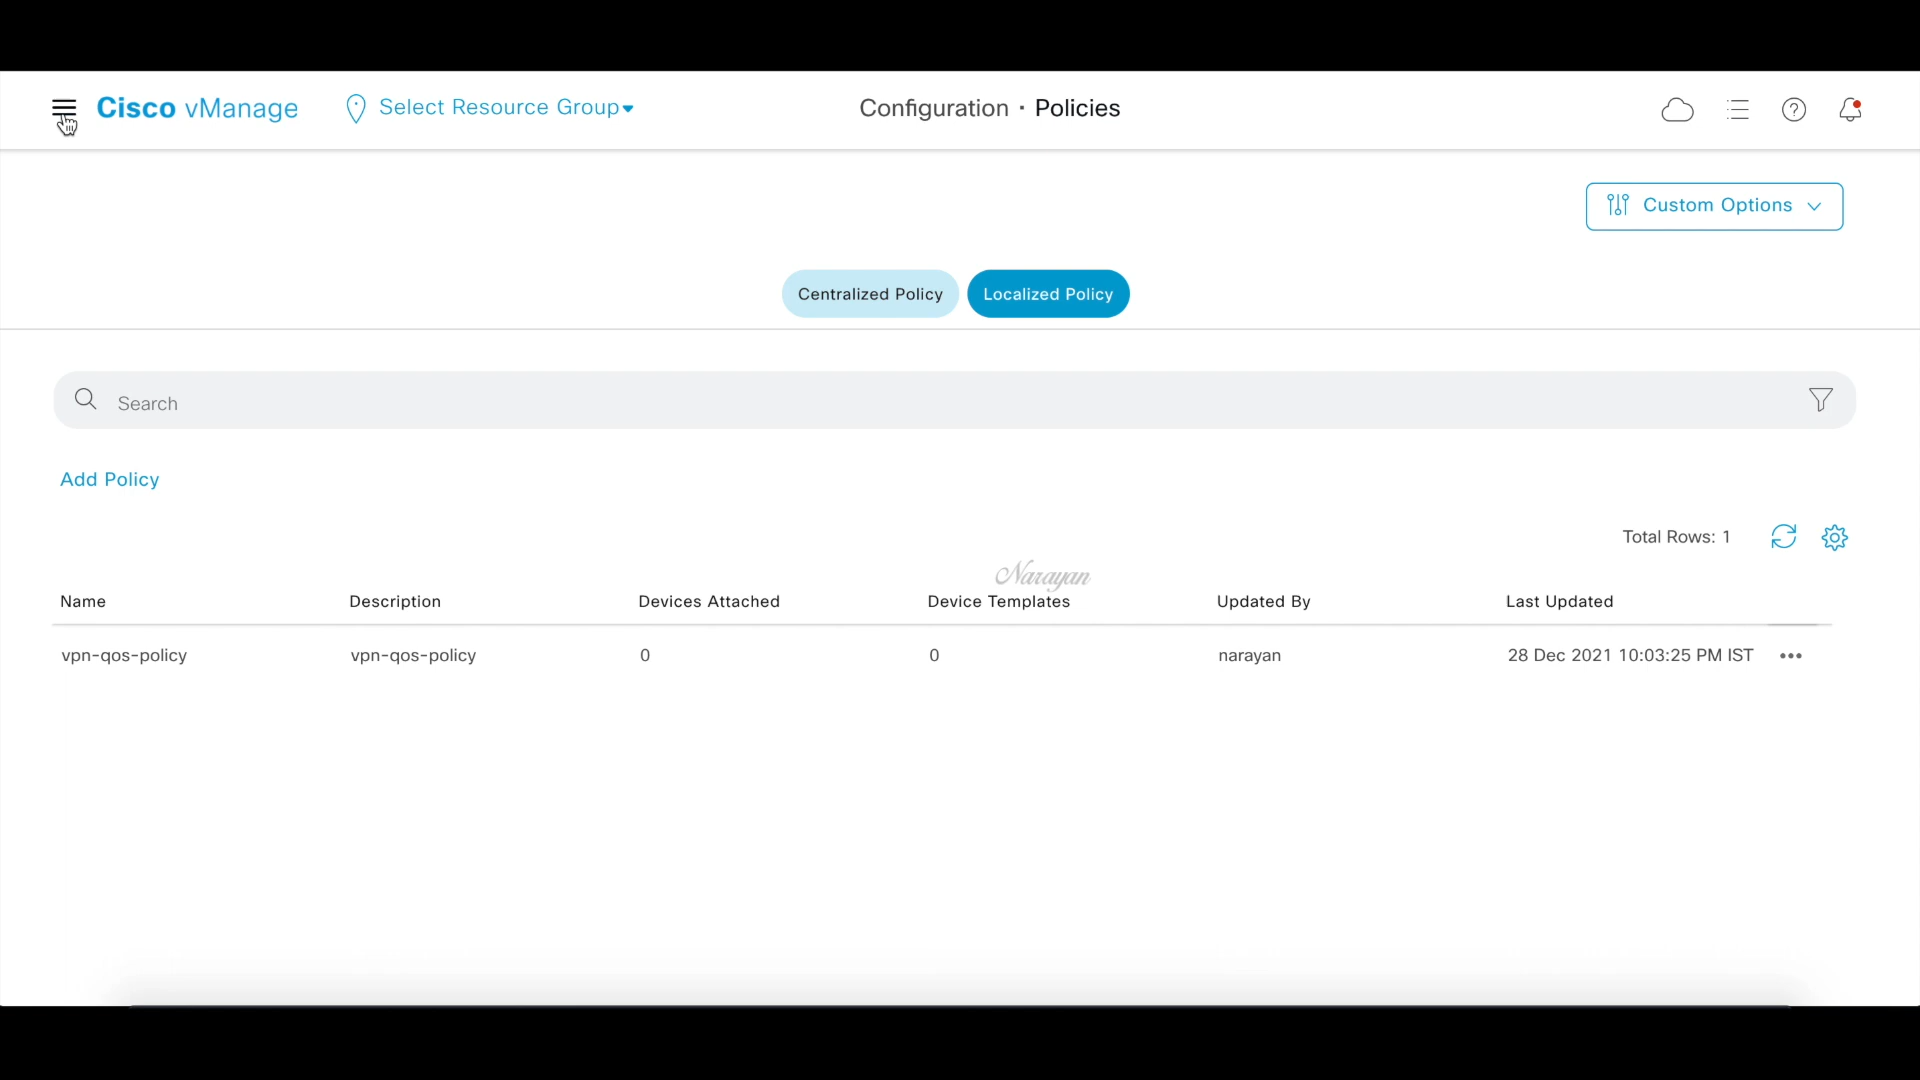 Cisco vManage
Select Resource Group
Configuration · Policies
Custom Options
Centralized Policy
Localized Policy
Search
Add Policy
Total Rows: 1
Narayan
Name Description Devices Attached Device Templates Updated By Last Updated
vpn-qos-policy vpn-qos-policy 0 0 narayan 28 Dec 2021 10:03:25 PM IST